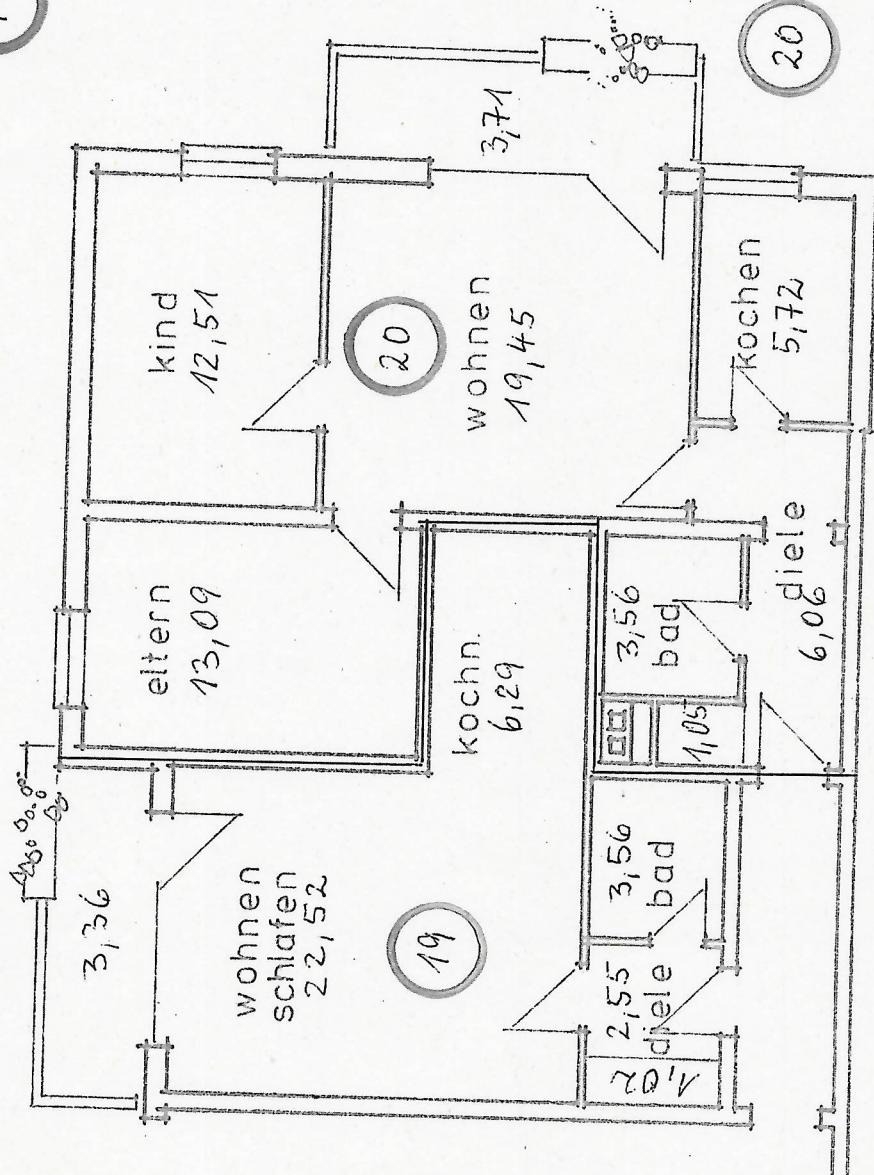 3,36
eltern
13,09
kind
12,51
wohnen
schlafen
22,52
20
19
kochn.
6,29
wohnen
19,45
3,71
3,56
bad
3,56
bad
2,55
diele
1,02
1,05
diele
6,06
kochen
5,72
20